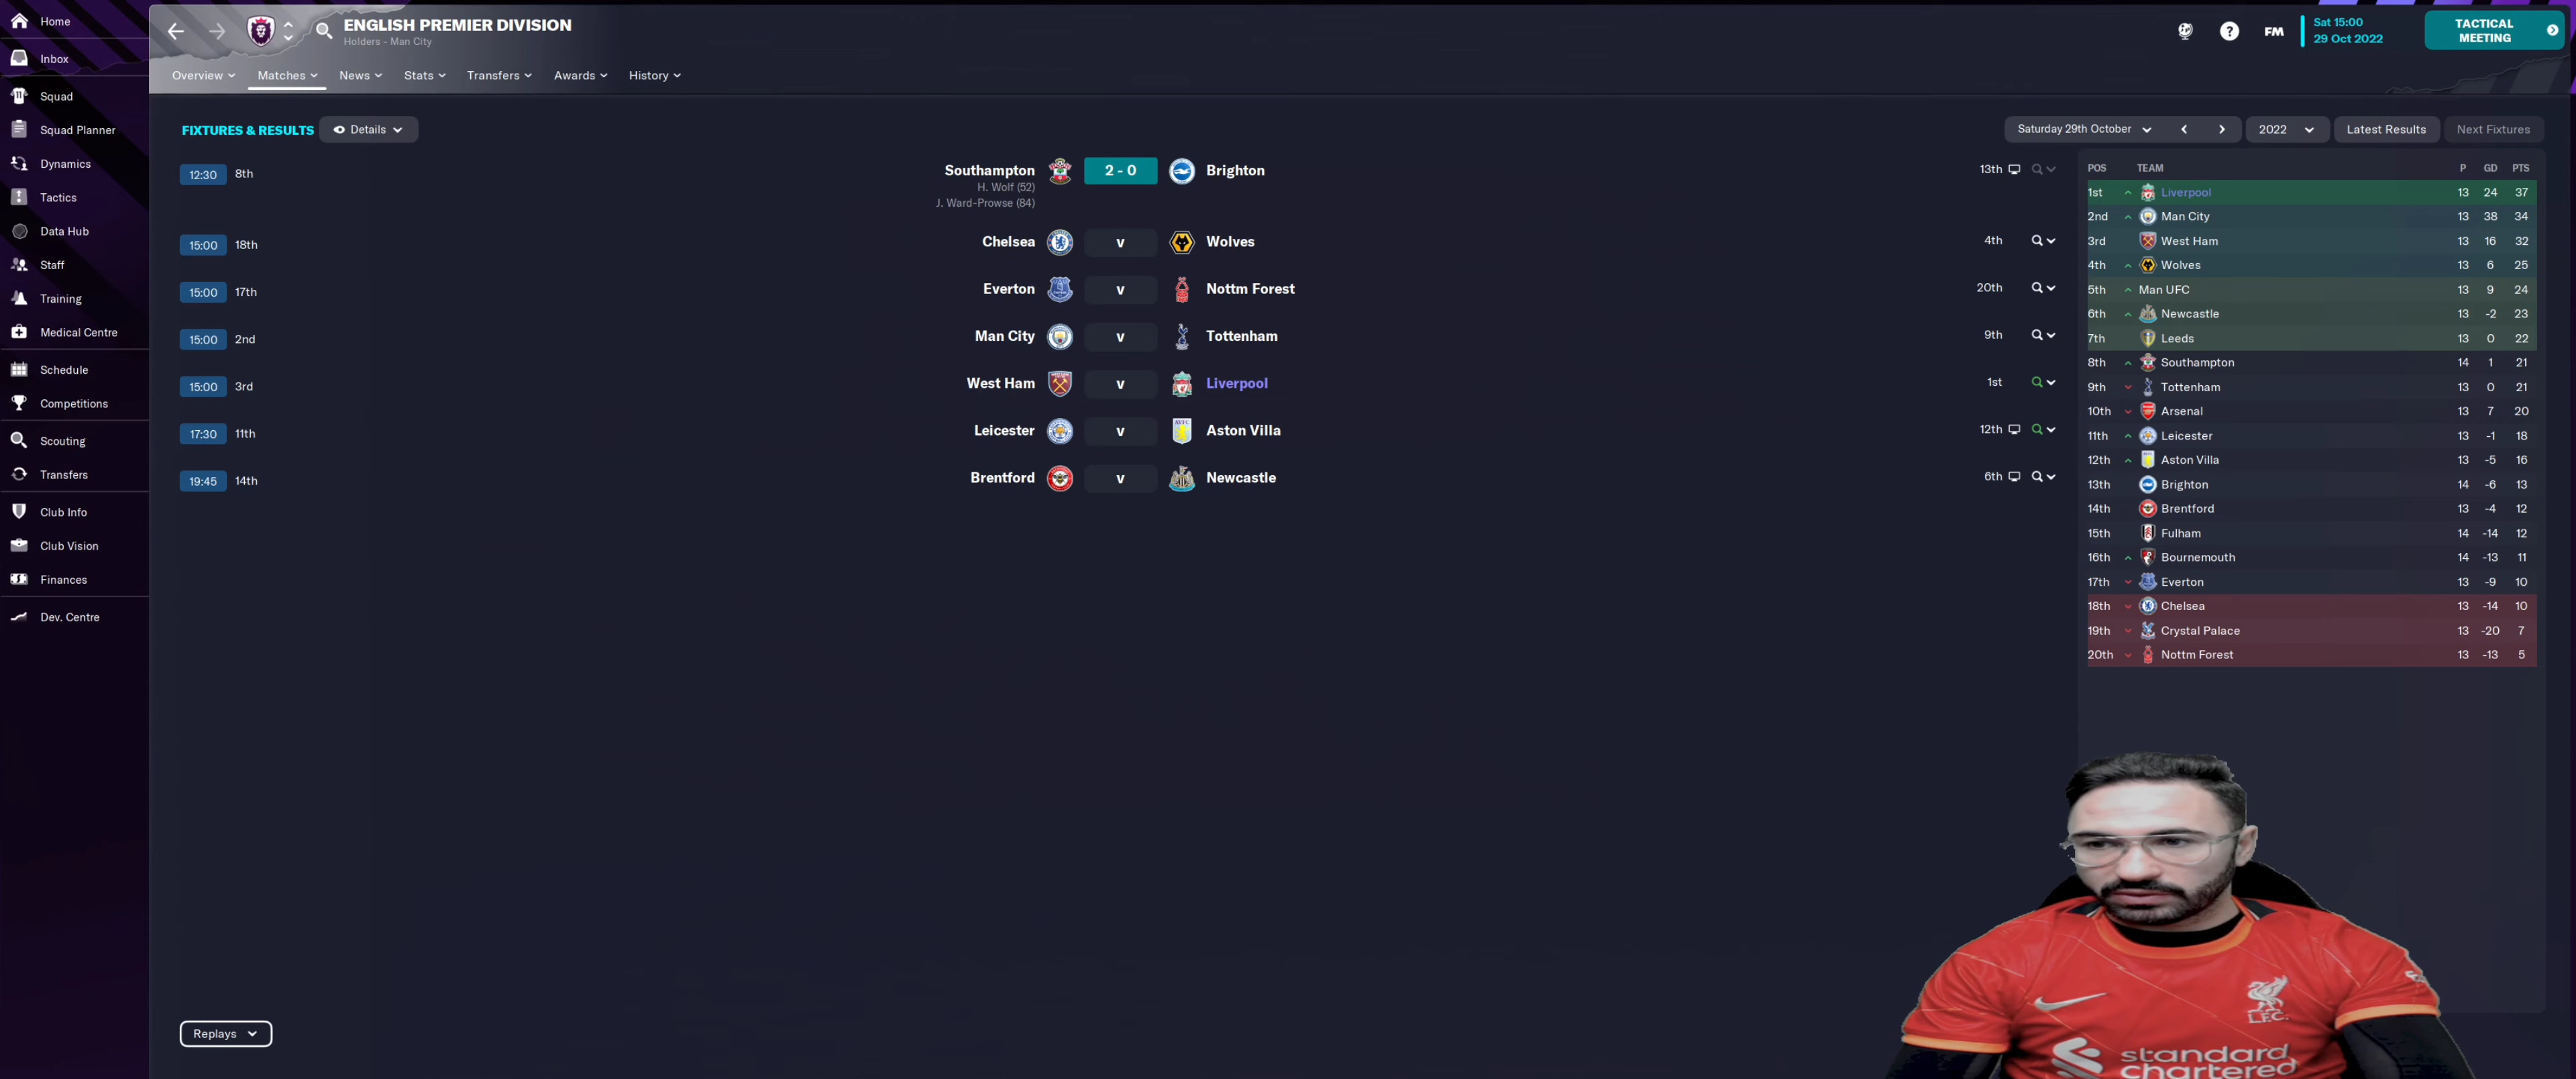 Home
Inbox
Squad
Squad Planner
Dynamics
Tactics
Data Hub
Staff
Training
Medical Centre
Schedule
Competitions
Scouting
Transfers
Club Info
Club Vision
Finances
Dev. Centre
ENGLISH PREMIER DIVISION
Holders - Man City
FM
Sat 15:00
29 Oct 2022
TACTICAL
MEETING
Overview Matches News Stats Transfers Awards History
FIXTURES & RESULTS Details
Saturday 29th October 2022 Latest Results Next Fixtures
12:30 8th Southampton 2 - 0 Brighton 13th
H. Wolf (52)
J. Ward-Prowse (84)
15:00 18th Chelsea v Wolves 4th
15:00 17th Everton v Nottm Forest 20th
15:00 2nd Man City v Tottenham 9th
15:00 3rd West Ham v Liverpool 1st
17:30 11th Leicester v Aston Villa 12th
19:45 14th Brentford v Newcastle 6th
POS TEAM P GD PTS
1st Liverpool 13 24 37
2nd Man City 13 38 34
3rd West Ham 13 16 32
4th Wolves 13 6 25
5th Man UFC 13 9 24
6th Newcastle 13 -2 23
7th Leeds 13 0 22
8th Southampton 14 1 21
9th Tottenham 13 0 21
10th Arsenal 13 7 20
11th Leicester 13 -1 18
12th Aston Villa 13 -5 16
13th Brighton 14 -6 13
14th Brentford 13 -4 12
15th Fulham 14 -14 12
16th Bournemouth 14 -13 11
17th Everton 13 -9 10
18th Chelsea 13 -14 10
19th Crystal Palace 13 -20 7
20th Nottm Forest 13 -13 5
Replays
L.F.C.
standard
chartered